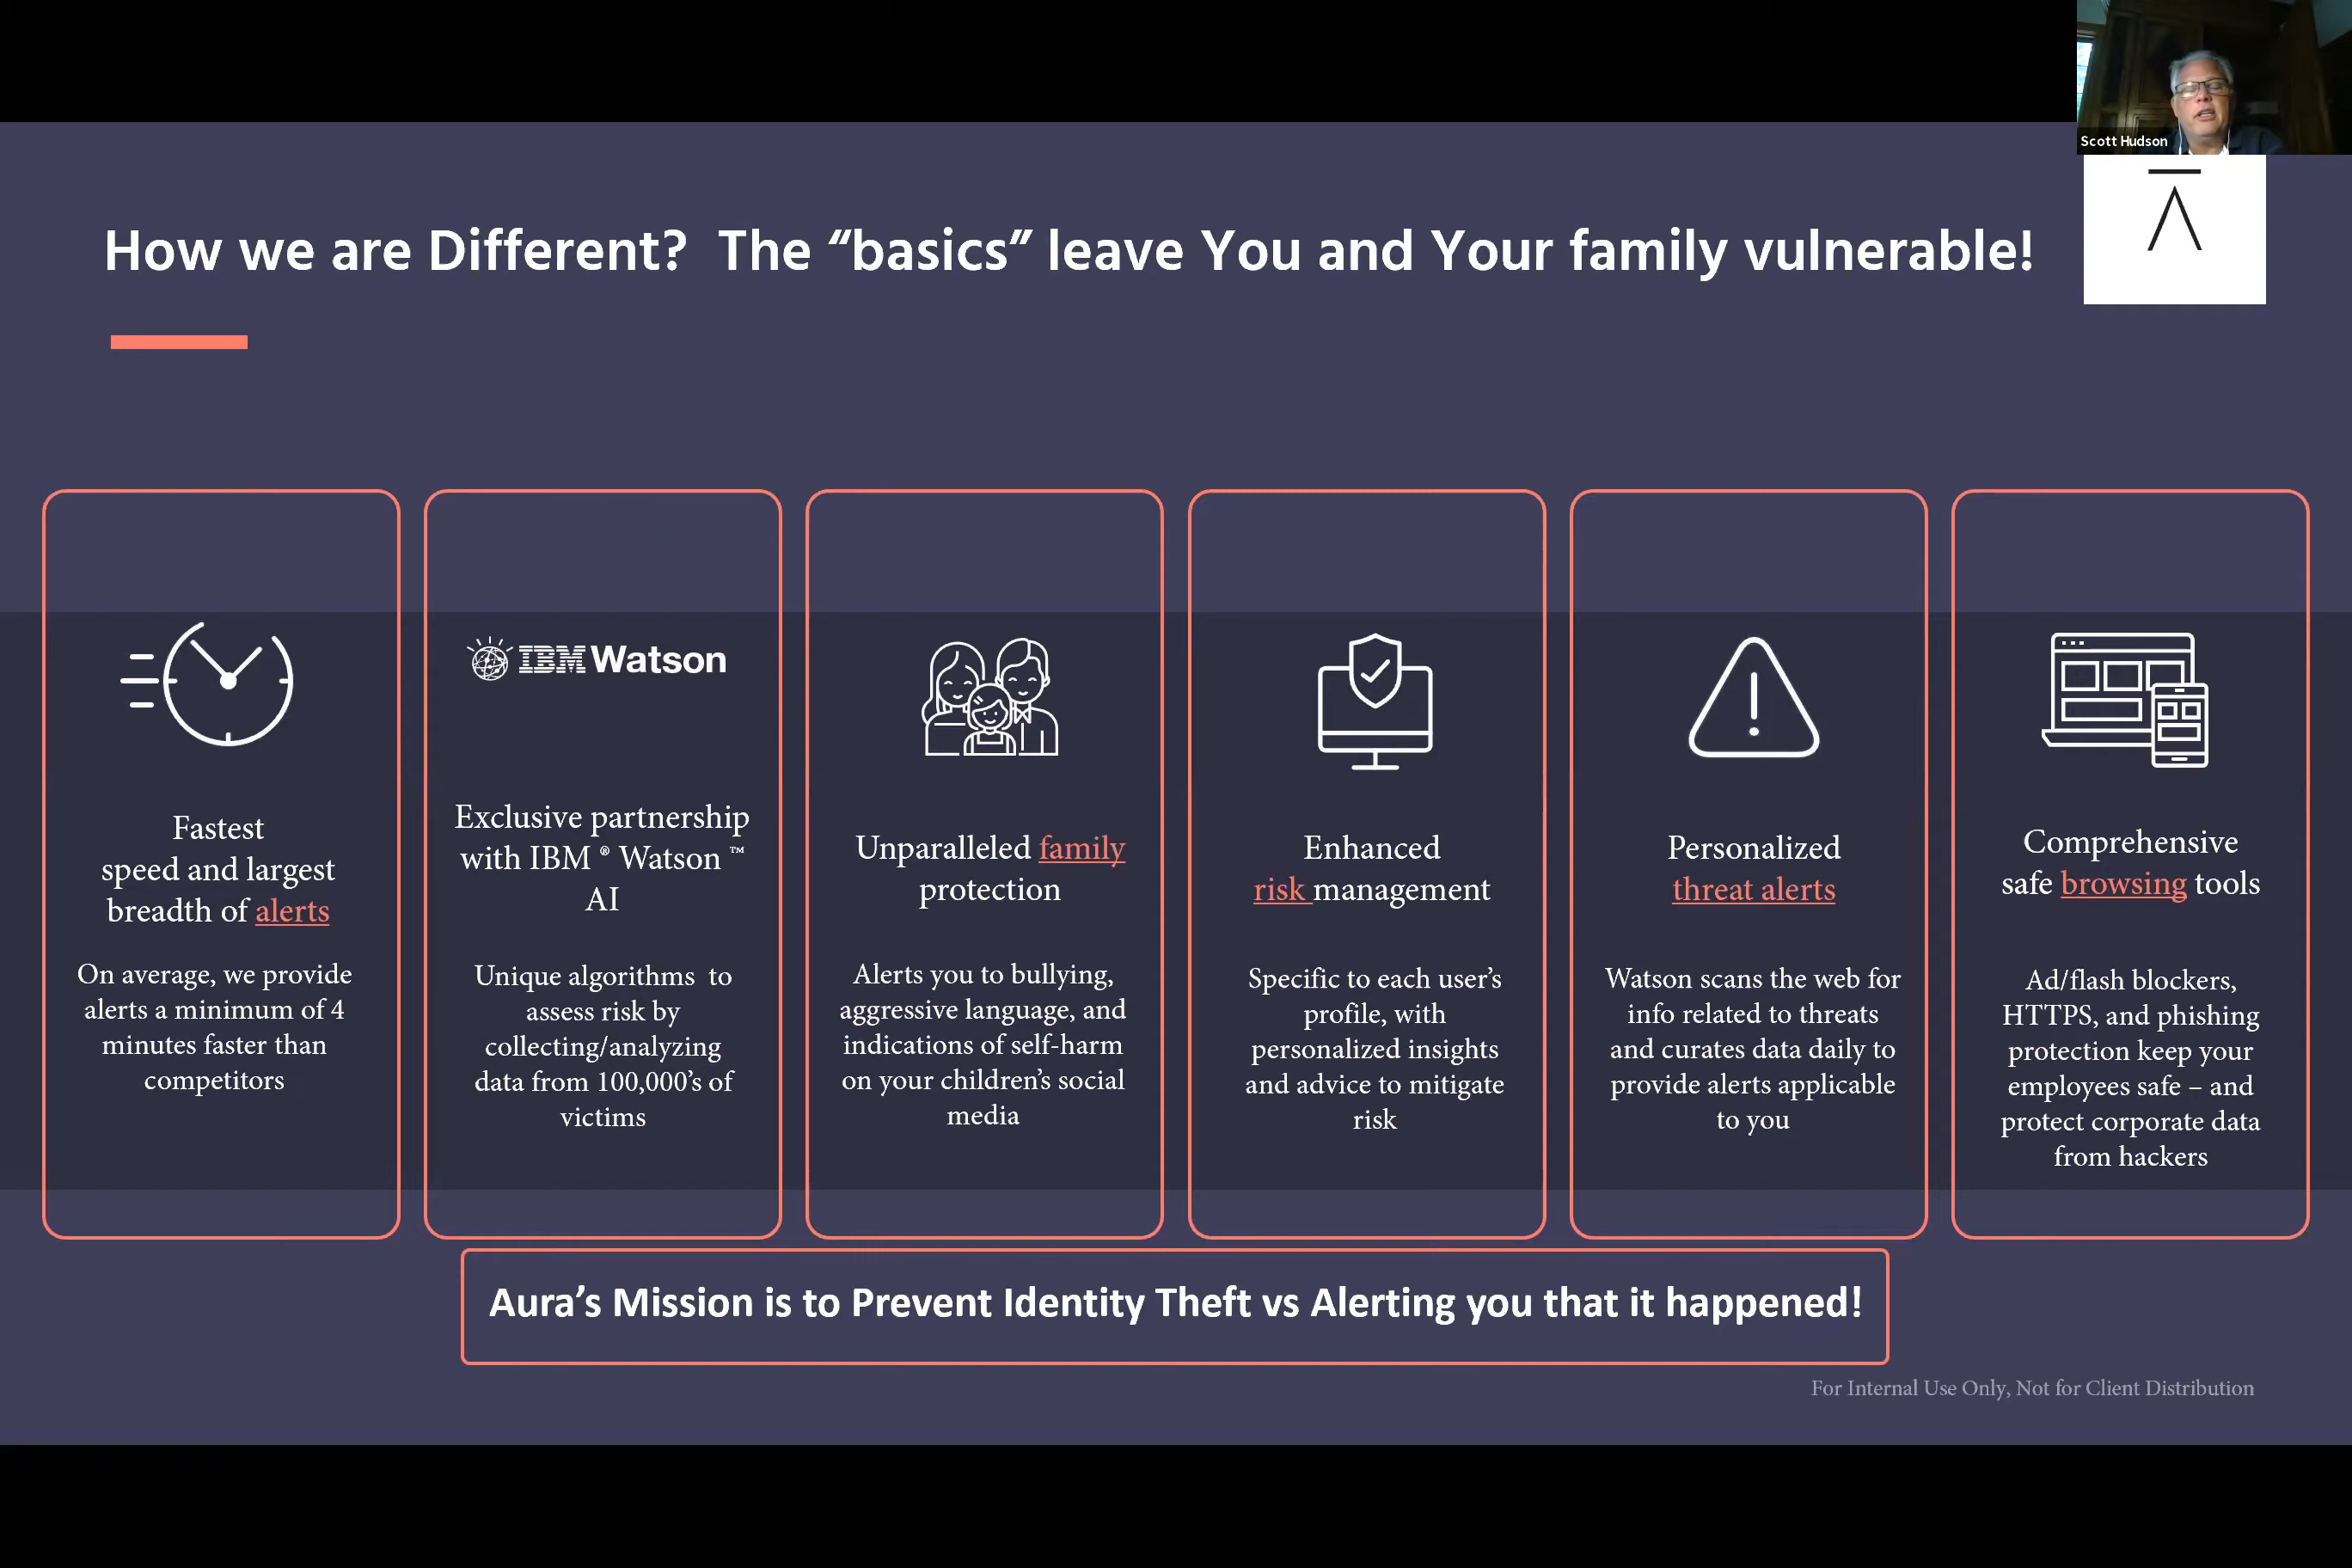 Scott Hudson
How we are Different?  The “basics” leave You and Your family vulnerable!
Fastest
speed and largest
breadth of alerts
On average, we provide
alerts a minimum of 4
minutes faster than
competitors
IBM Watson
Exclusive partnership
with IBM ® Watson ™
AI
Unique algorithms  to
assess risk by
collecting/analyzing
data from 100,000’s of
victims
Unparalleled family
protection
Alerts you to bullying,
aggressive language, and
indications of self-harm
on your children’s social
media
Enhanced
risk management
Specific to each user’s
profile, with
personalized insights
and advice to mitigate
risk
Personalized
threat alerts
Watson scans the web for
info related to threats
and curates data daily to
provide alerts applicable
to you
Comprehensive
safe browsing tools
Ad/flash blockers,
HTTPS, and phishing
protection keep your
employees safe – and
protect corporate data
from hackers
Aura’s Mission is to Prevent Identity Theft vs Alerting you that it happened!
For Internal Use Only, Not for Client Distribution